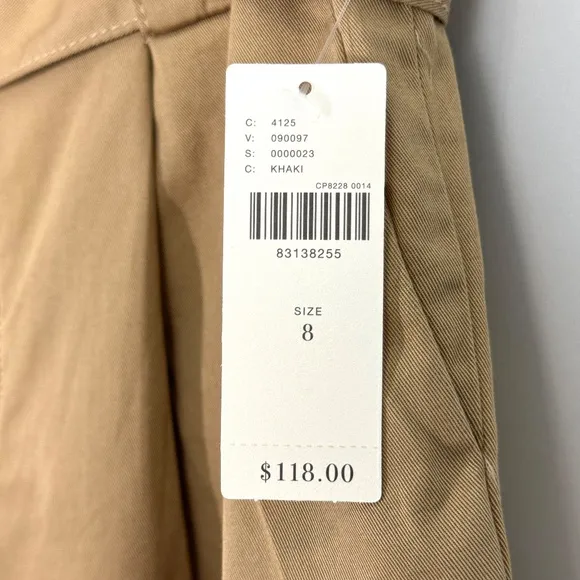 C: 4125
V: 090097
S: 0000023
C: KHAKI
CP8228 0014
83138255
SIZE
8
$118.00